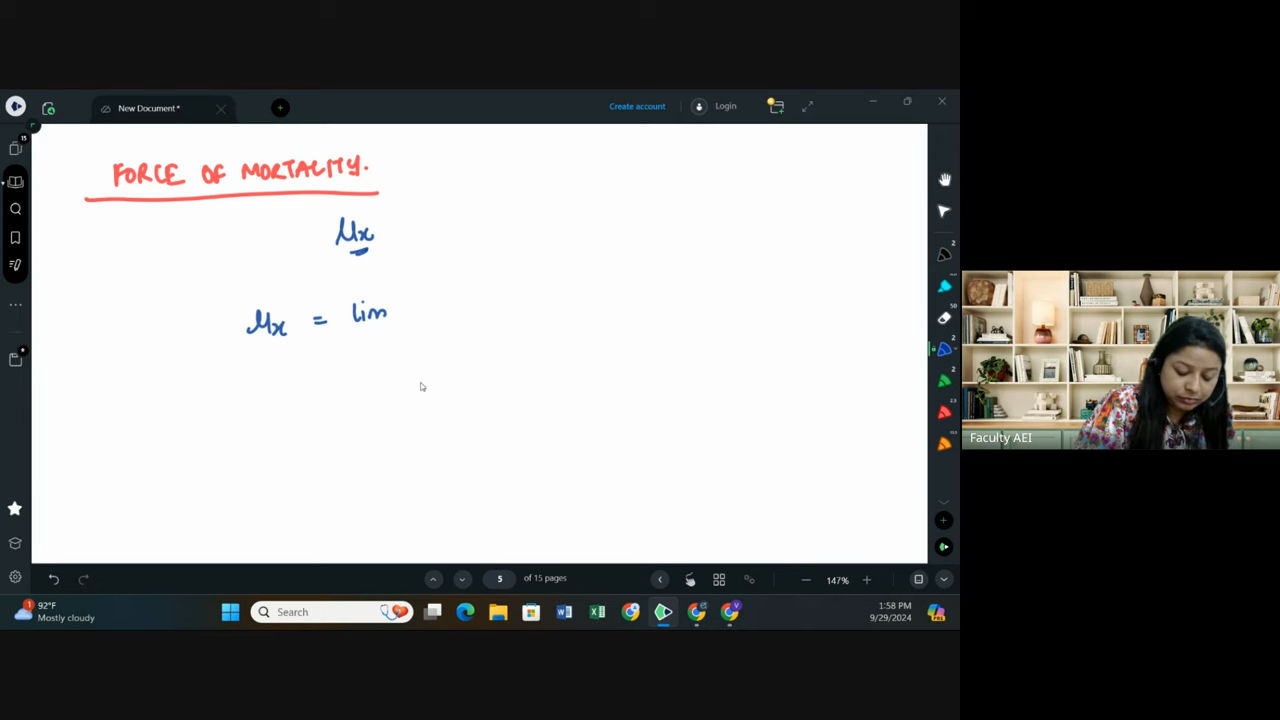 New Document*
Create account
Login
15
FORCE OF MORTALITY.
μx
μx = lim
Faculty AEI
5 of 15 pages
147%
92°F
Mostly cloudy
Search
1:58 PM
9/29/2024